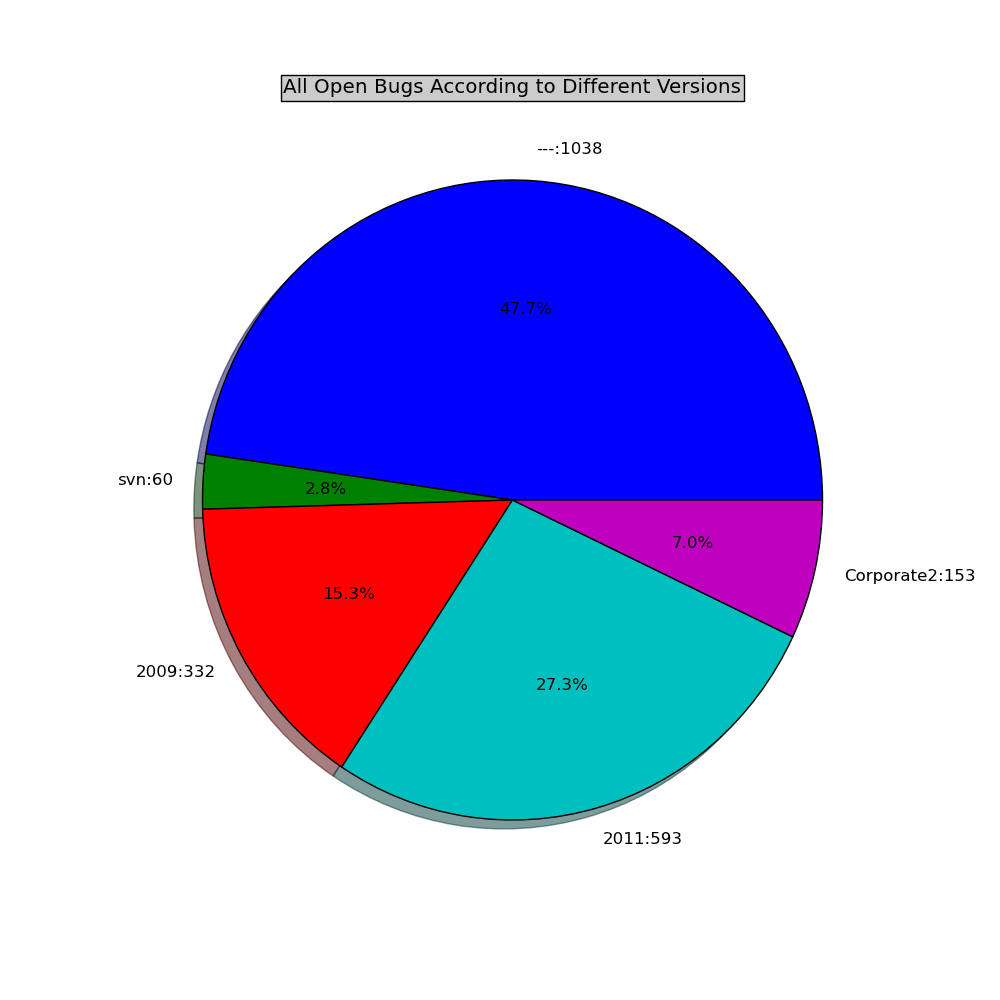 All Open Bugs According to Different Versions
---:1038
47.7%
svn:60
2.8%
7.0%
Corporate2:153
15.3%
2009:332
27.3%
2011:593